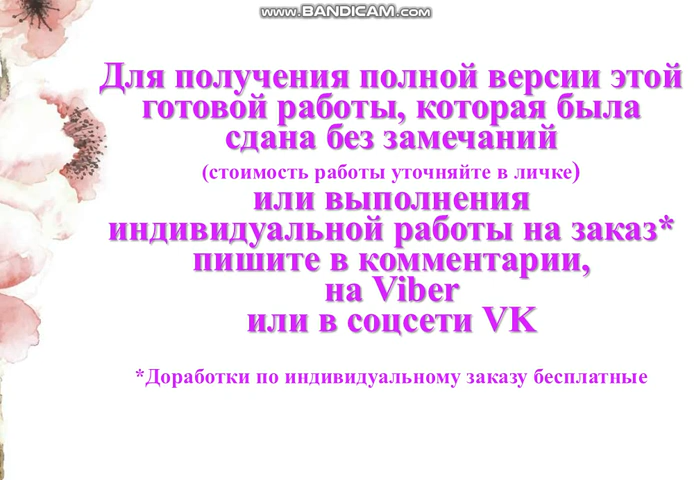 www.BANDICAM.com
Для получения полной версии этой
готовой работы, которая была
сдана без замечаний
(стоимость работы уточняйте в личке)
или выполнения
индивидуальной работы на заказ*
пишите в комментарии,
на Viber
или в соцсети VK
*Доработки по индивидуальному заказу бесплатные